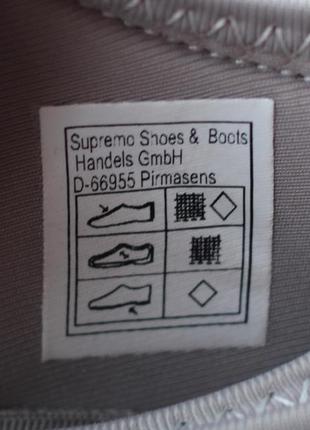 Supremo Shoes & Boots
Handels GmbH
D-66955 Pirmasens